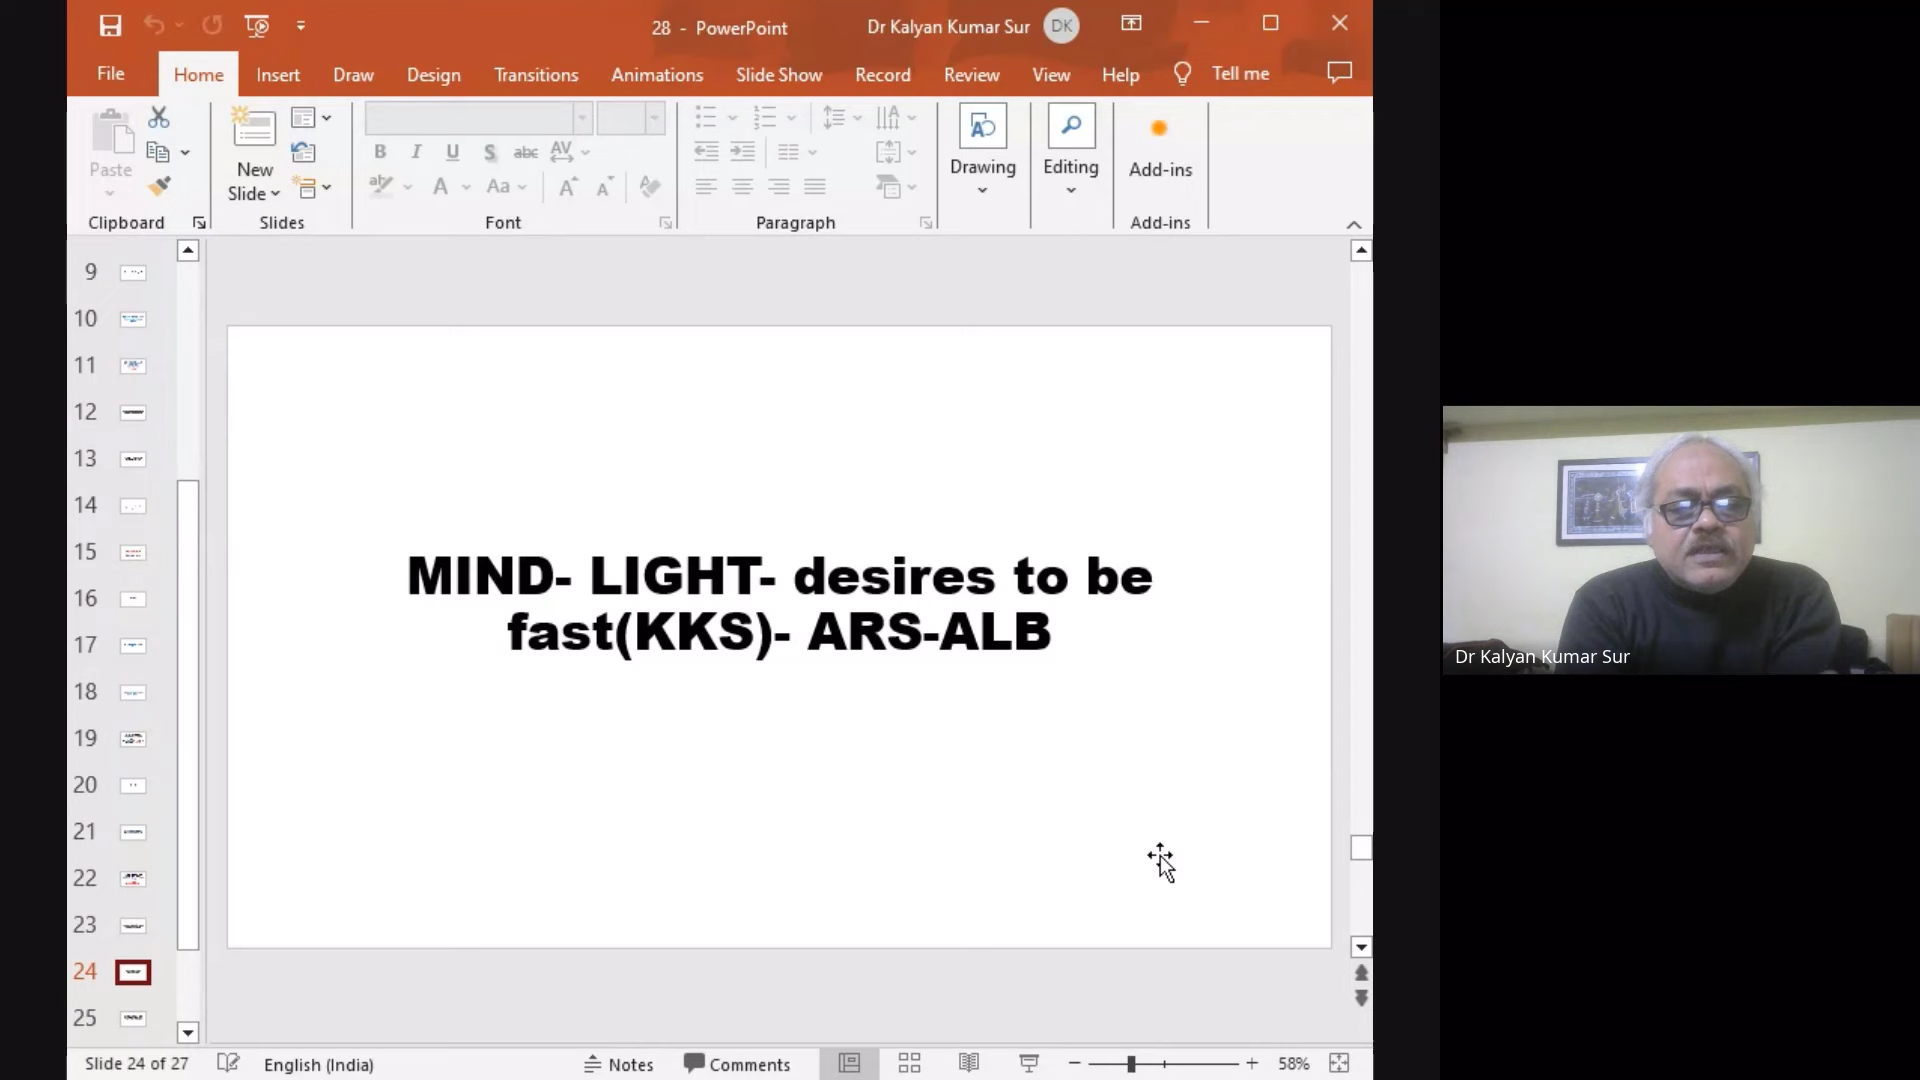 28 - PowerPoint
Dr Kalyan Kumar Sur
DK
File Home Insert Draw Design Transitions Animations Slide Show Record Review View Help Tell me
Paste
New
Slide
Drawing
Editing
Add-ins
B I U S abc AV
A Aa A A
Clipboard Slides Font Paragraph Add-ins
9
10
11
12
13
14
15
16
17
18
19
20
21
22
23
24
25
MIND- LIGHT- desires to be
fast(KKS)- ARS-ALB
Dr Kalyan Kumar Sur
Slide 24 of 27 English (India) Notes Comments 58%